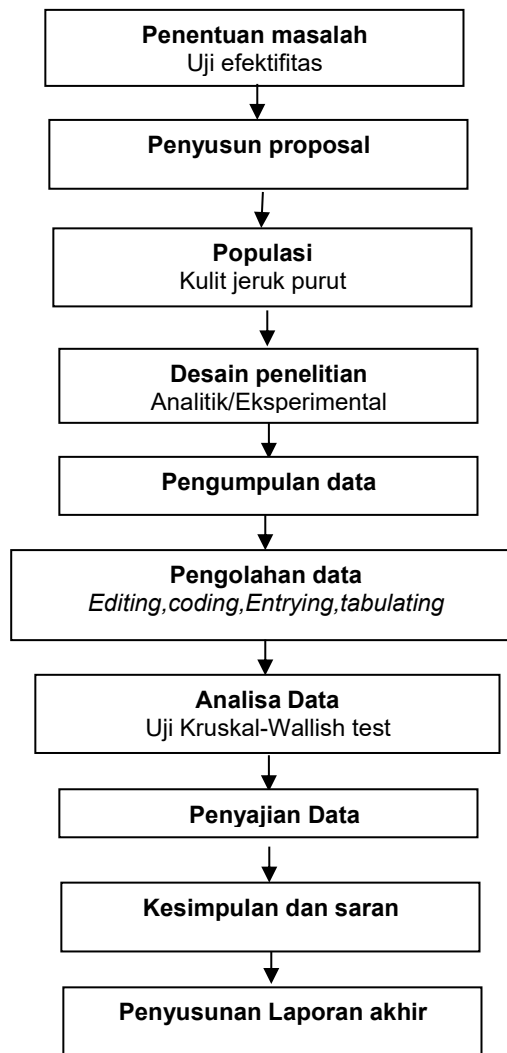 Penentuan masalah
Uji efektifitas
Penyusun proposal
Populasi
Kulit jeruk purut
Desain penelitian
Analitik/Eksperimental
Pengumpulan data
Pengolahan data
Editing,coding,Entrying,tabulating
Analisa Data
Uji Kruskal-Wallish test
Penyajian Data
Kesimpulan dan saran
Penyusunan Laporan akhir